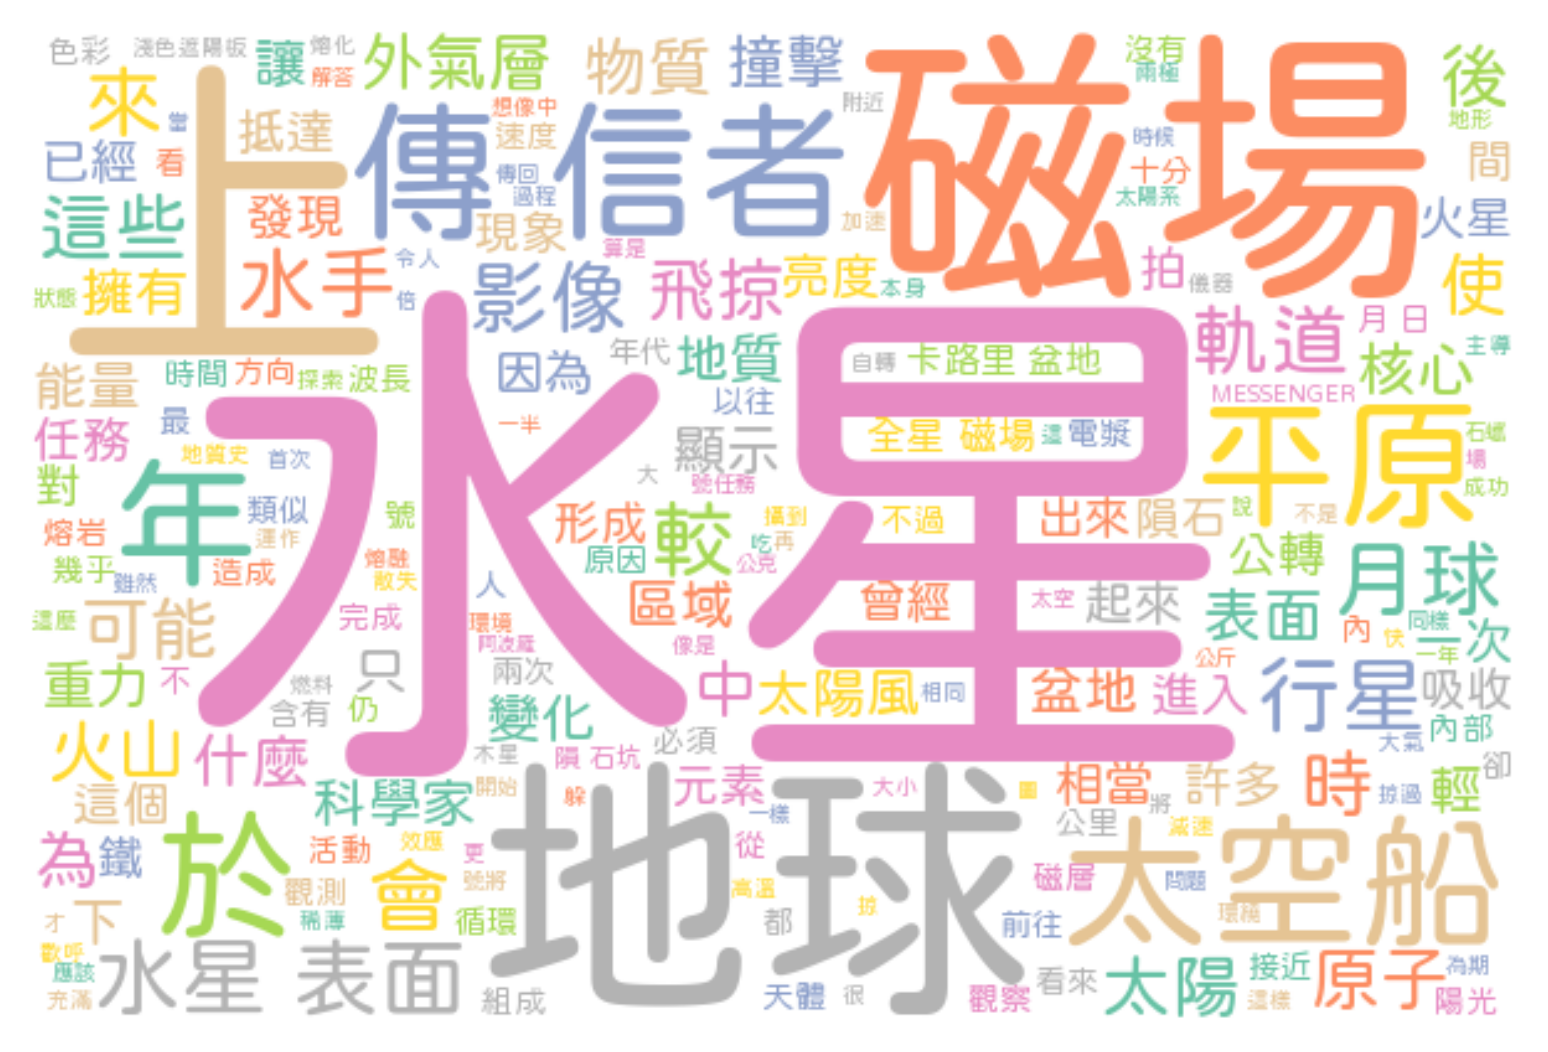 色彩 淺色遮陽板 讓 熔化 外氣層 物質 撞擊 磁場 沒有 後
解答 兩極
來 上 想像中 附近 地形
抵達 傳信者 速度 時候
已經 看 傳回 十分 間
過程 太陽系
這些 發現 現象 加速 火星
水手 令人 算是 拍
狀態 擁有 倍 影像 飛掠 亮度 本身 儀器 使
水星 軌道 月 日
能量 時間 方向 探索 波長 因為 年代 地質 自轉 卡路里 盆地 核心 主導
最 以往 MESSENGER
任務 一半 全星 磁場 這 電漿 平原 石蠟
地質史 首次 顯示 場
對 大 號任務 成功
年 類似 號 形成 較 攝到 不過 出來 隕石 說 不是
熔岩 運作 吃 再
幾乎 雖然 造成 熔融 原因 公克 公轉 月球
散失 人
這麼 可能 完成 環境 區域 曾經 太空 起來 表面 內 同樣 一次
阿波羅 像是 快 一年
重力 不 只 兩次 中 太陽風 相同 公斤 盆地 進入 行星 吸收
燃料
含有 仍 變化 必須 內部
火山 什麼 木星 隕 石坑 大氣
這個 科學家 開始 躲 元素 大小 圖 相當 許多 時 掠過 輕 卻
地球 一樣 公里 將 減速
為 鐵 於 活動 效應 更 從 太空船
觀測 會 號將 高溫 磁層 問題
才 下 稀薄 循環 都 掠 前往 環繞
歡呼 水星 表面
應該 看來 太陽 接近 原子 為期
充滿 組成 天體 很 觀察 這樣 陽光